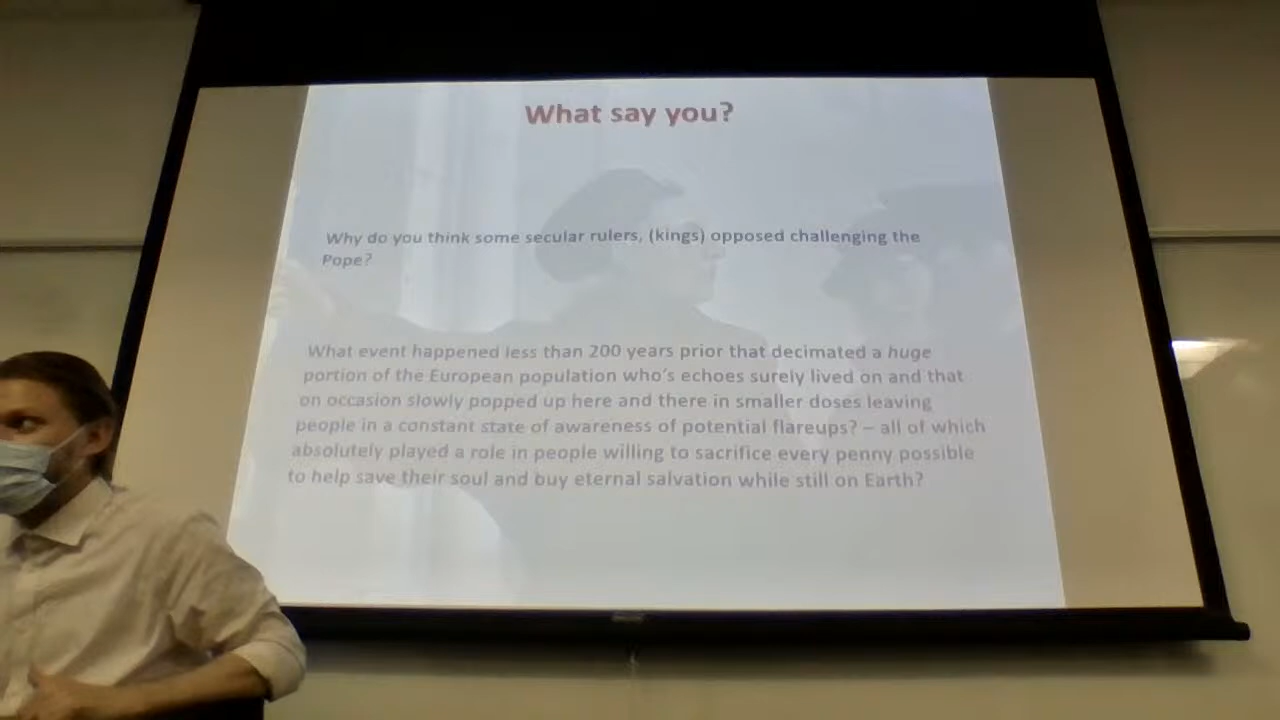 What say you?
Why do you think some secular rulers, (kings) opposed challenging the
Pope?
What event happened less than 200 years prior that decimated a huge
portion of the European population who's echoes surely lived on and that
on occasion slowly popped up here and there in smaller doses leaving
people in a constant state of awareness of potential flareups? – all of which
absolutely played a role in people willing to sacrifice every penny possible
to help save their soul and buy eternal salvation while still on Earth?